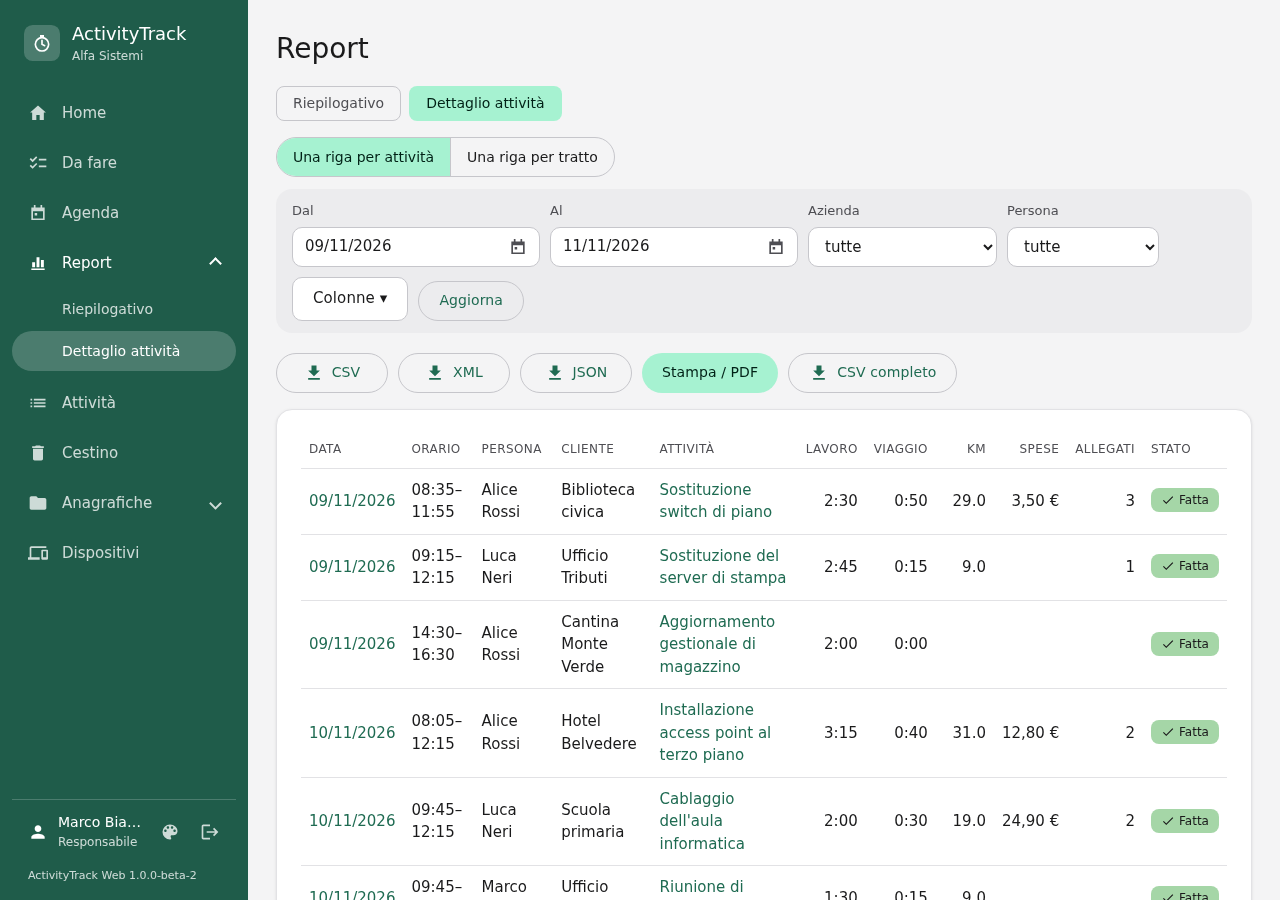 ActivityTrack
Alfa Sistemi
Home
Da fare
Agenda
Report
Riepilogativo
Dettaglio attività
Attività
Cestino
Anagrafiche
Dispositivi
Marco Bia…
Responsabile
ActivityTrack Web 1.0.0-beta-2
Report
Riepilogativo Dettaglio attività
Una riga per attività Una riga per tratto
Dal Al Azienda Persona
09/11/2026 11/11/2026 tutte tutte
Colonne ▾ Aggiorna
CSV XML JSON Stampa / PDF CSV completo
DATA ORARIO PERSONA CLIENTE ATTIVITÀ LAVORO VIAGGIO KM SPESE ALLEGATI STATO
09/11/2026 08:35–11:55 Alice Rossi Biblioteca civica Sostituzione switch di piano 2:30 0:50 29.0 3,50 € 3 Fatta
09/11/2026 09:15–12:15 Luca Neri Ufficio Tributi Sostituzione del server di stampa 2:45 0:15 9.0 1 Fatta
09/11/2026 14:30–16:30 Alice Rossi Cantina Monte Verde Aggiornamento gestionale di magazzino 2:00 0:00 Fatta
10/11/2026 08:05–12:15 Alice Rossi Hotel Belvedere Installazione access point al terzo piano 3:15 0:40 31.0 12,80 € 2 Fatta
10/11/2026 09:45–12:15 Luca Neri Scuola primaria Cablaggio dell'aula informatica 2:00 0:30 19.0 24,90 € 2 Fatta
10/11/2026 09:45– Marco Ufficio Riunione di 1:30 0:15 9.0 Fatta